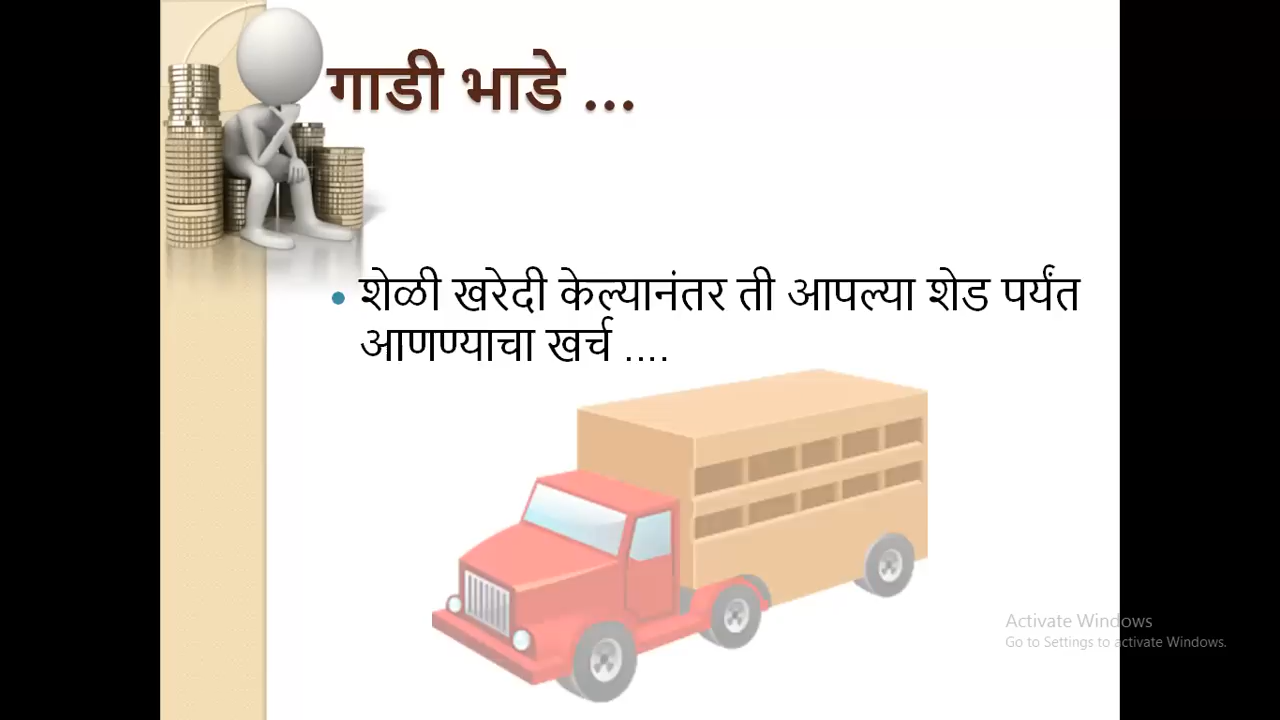 गाडी भाडे ...
• शेळी खरेदी केल्यानंतर ती आपल्या शेड पर्यंत
आणण्याचा खर्च ....
Activate Windows
Go to Settings to activate Windows.